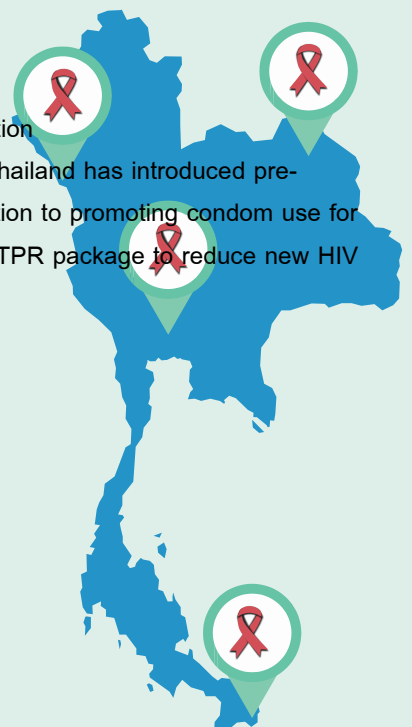 tion
hailand has introduced pre-
tion to promoting condom use for
TPR package to reduce new HIV